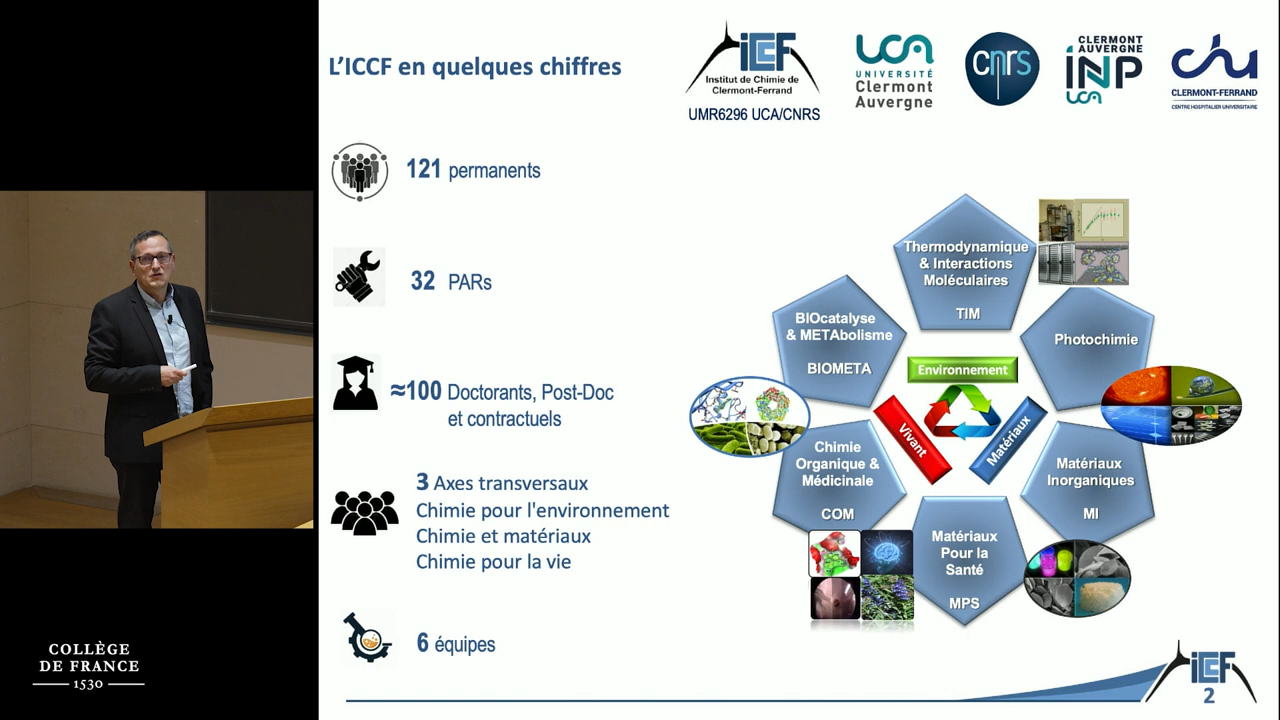 L'ICCF en quelques chiffres
iCCF
Institut de Chimie de
Clermont-Ferrand
UMR6296 UCA/CNRS
UCA
UNIVERSITÉ
Clermont
Auvergne
cnrs
CLERMONT
AUVERGNE
INP
UCA
chu
CLERMONT-FERRAND
CENTRE HOSPITALIER UNIVERSITAIRE
121 permanents
32 PARs
≈100 Doctorants, Post-Doc
et contractuels
3 Axes transversaux
Chimie pour l'environnement
Chimie et matériaux
Chimie pour la vie
6 équipes
Thermodynamique
& Interactions
Moléculaires
TIM
BIOcatalyse
& METAbolisme
BIOMETA
Photochimie
Environnement
Vivant
Matériaux
Chimie
Organique &
Médicinale
COM
Matériaux
Inorganiques
MI
Matériaux
Pour la
Santé
MPS
COLLÈGE
DE FRANCE
1530
iCCF
2